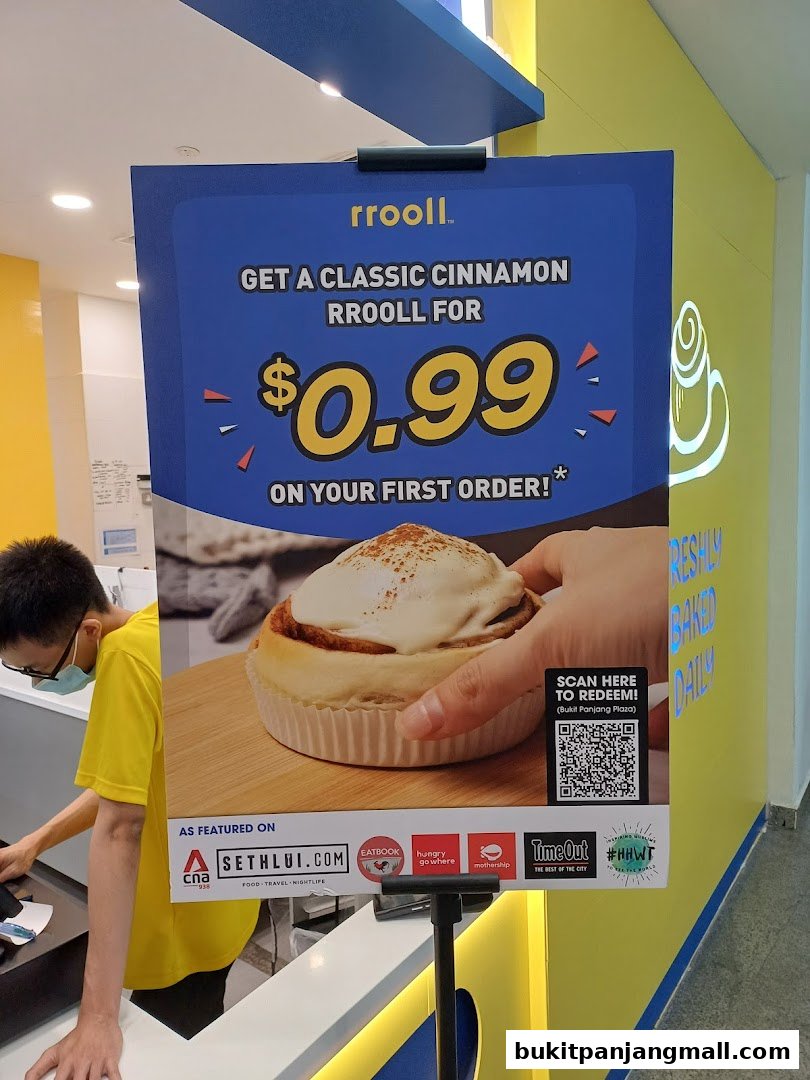 rrooll™
GET A CLASSIC CINNAMON
RROOLL FOR
$0.99
ON YOUR FIRST ORDER!*
SCAN HERE
TO REDEEM!
(Bukit Panjang Plaza)
AS FEATURED ON
cna
938
SETHLUI.COM
FOOD • TRAVEL • NIGHTLIFE
EATBOOK
hungry
go where
mothership
TimeOut
THE BEST OF THE CITY
#HHWT
RESHLY
BAKED
DAILY
bukitpanjangmall.com